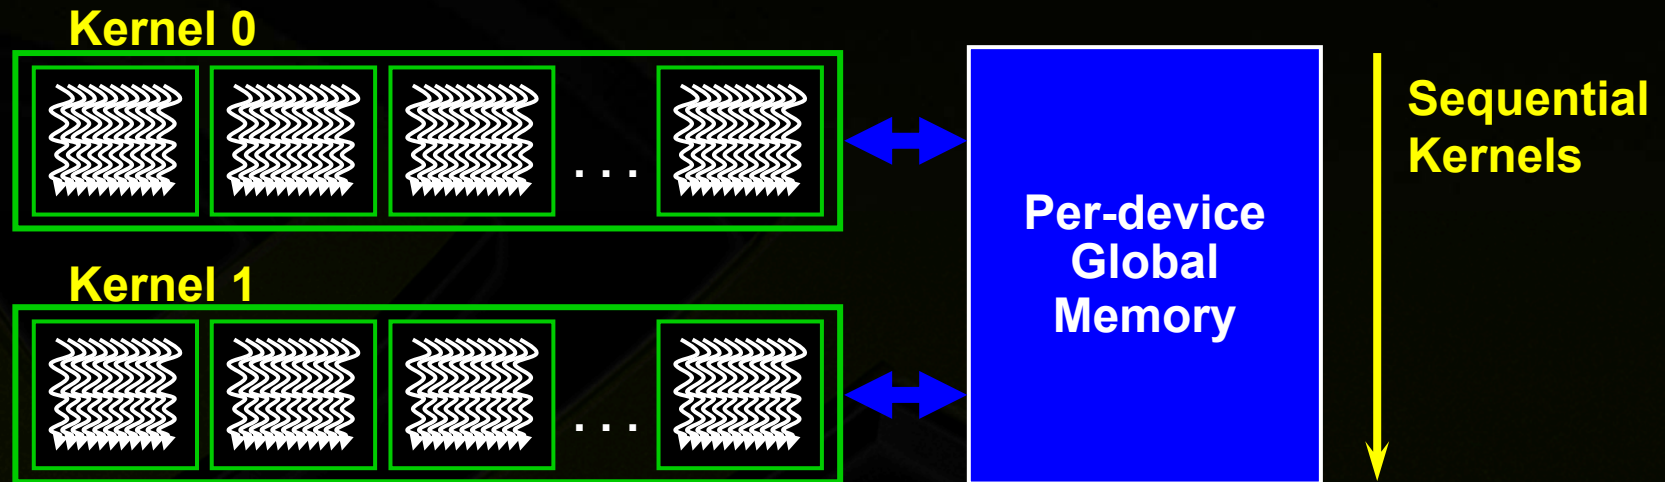 Kernel 0
. . .
Kernel 1
. . .
Per-device
Global
Memory
Sequential
Kernels